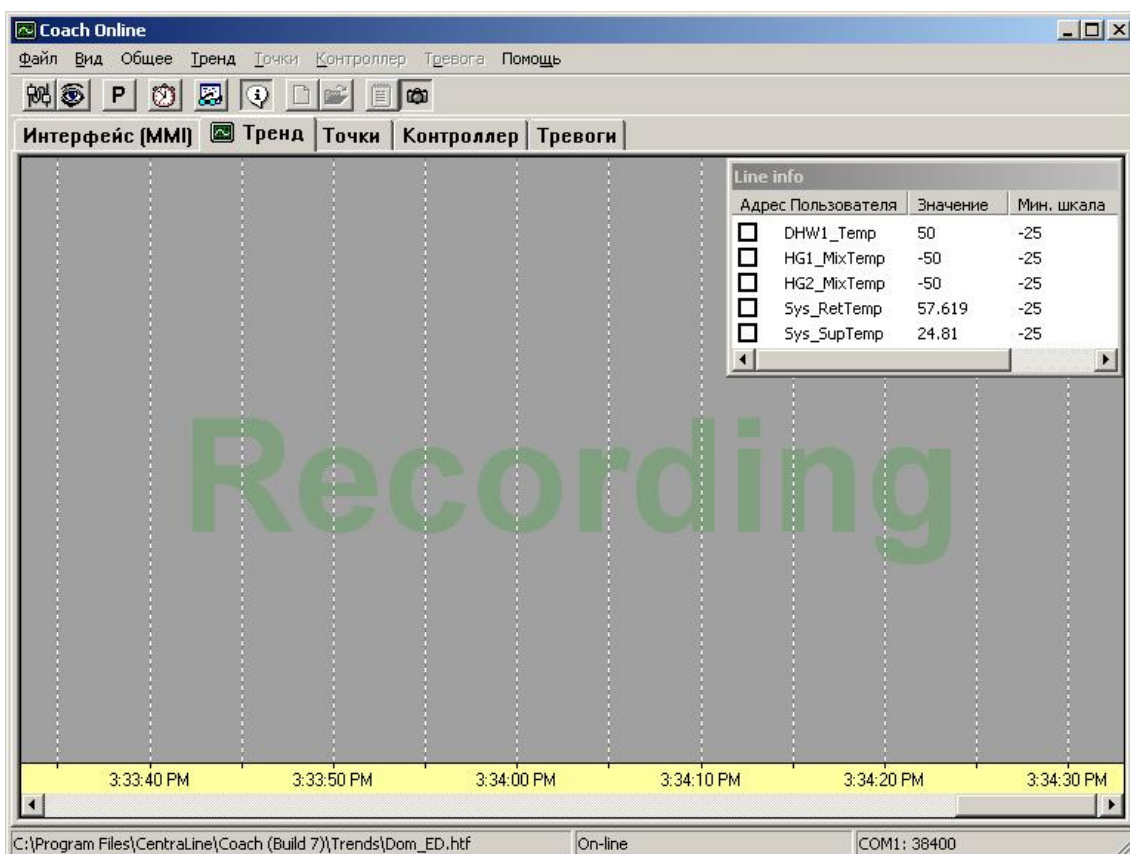 Coach Online
Файл Вид Общее Тренд Точки Контроллер Тревога Помощь
P
Интерфейс (MMI) Тренд Точки Контроллер Тревоги
Line info
Адрес Пользователя Значение Мин. шкала
DHW1_Temp 50 -25
HG1_MixTemp -50 -25
HG2_MixTemp -50 -25
Sys_RetTemp 57.619 -25
Sys_SupTemp 24.81 -25
Recording
3:33:40 PM 3:33:50 PM 3:34:00 PM 3:34:10 PM 3:34:20 PM 3:34:30 PM
C:\Program Files\CentraLine\Coach (Build 7)\Trends\Dom_ED.htf On-line COM1: 38400